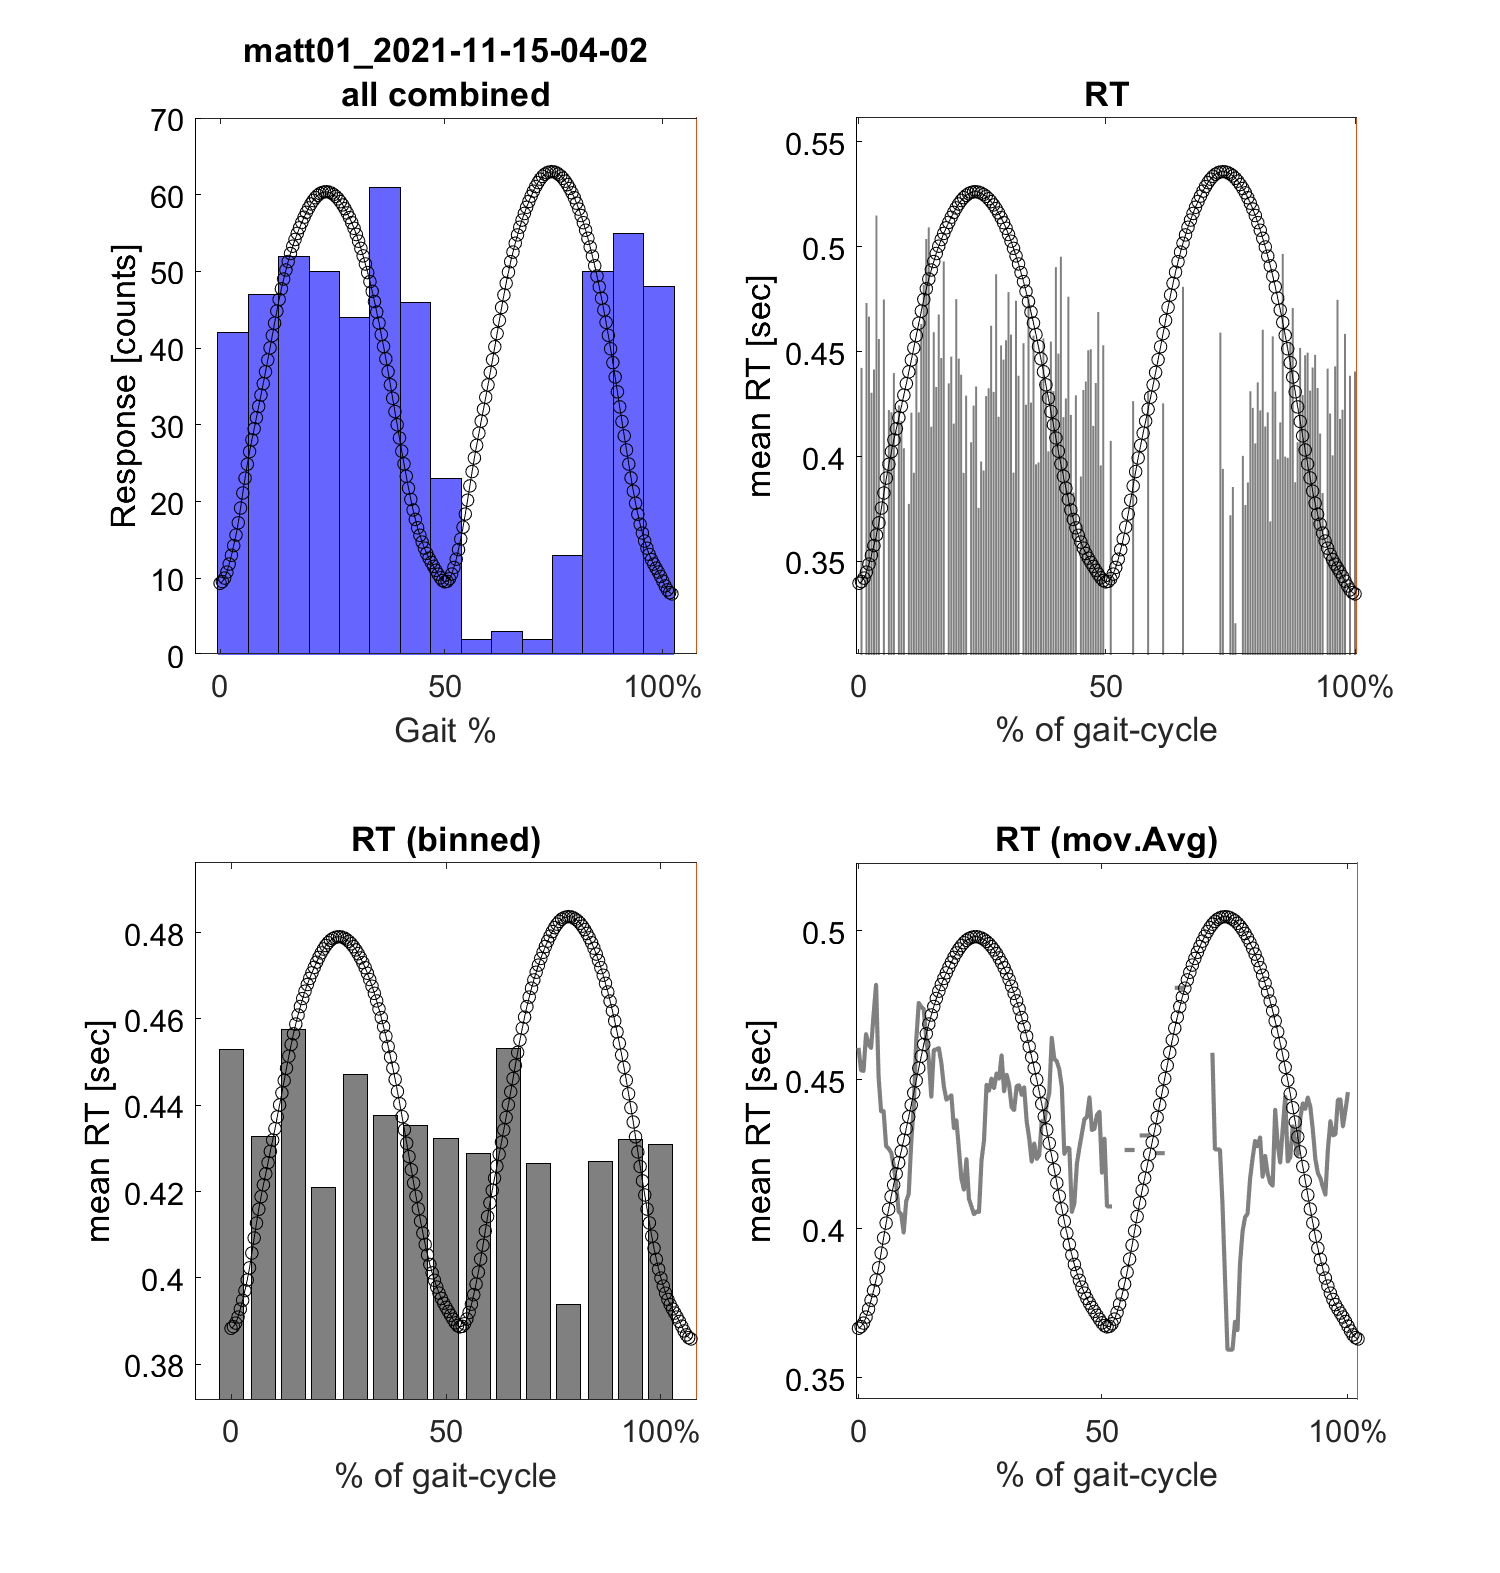 matt01_2021-11-15-04-02
all combined
70
60
50
40
30
20
10
0
Response [counts]
0 50 100%
Gait %
RT
0.55
0.5
0.45
0.4
0.35
mean RT [sec]
0 50 100%
% of gait-cycle
RT (binned)
0.48
0.46
0.44
0.42
0.4
0.38
mean RT [sec]
0 50 100%
% of gait-cycle
RT (mov.Avg)
0.5
0.45
0.4
0.35
mean RT [sec]
0 50 100%
% of gait-cycle